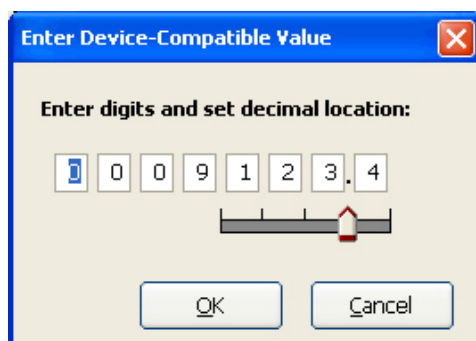 Enter Device-Compatible Value
Enter digits and set decimal location:
0 0 0 9 1 2 3 . 4
OK Cancel